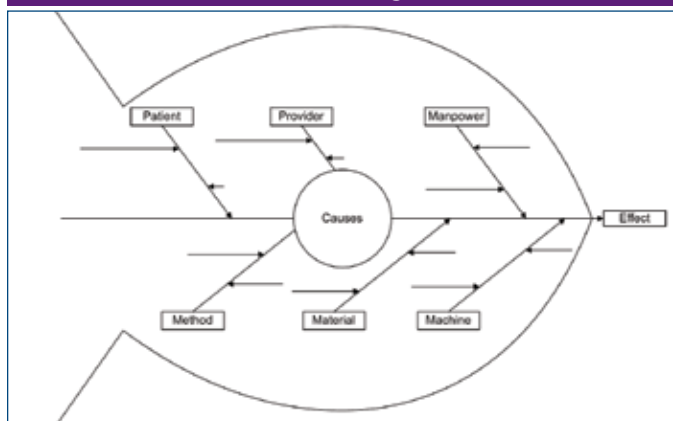 Patient
Provider
Manpower
Causes
Effect
Method
Material
Machine